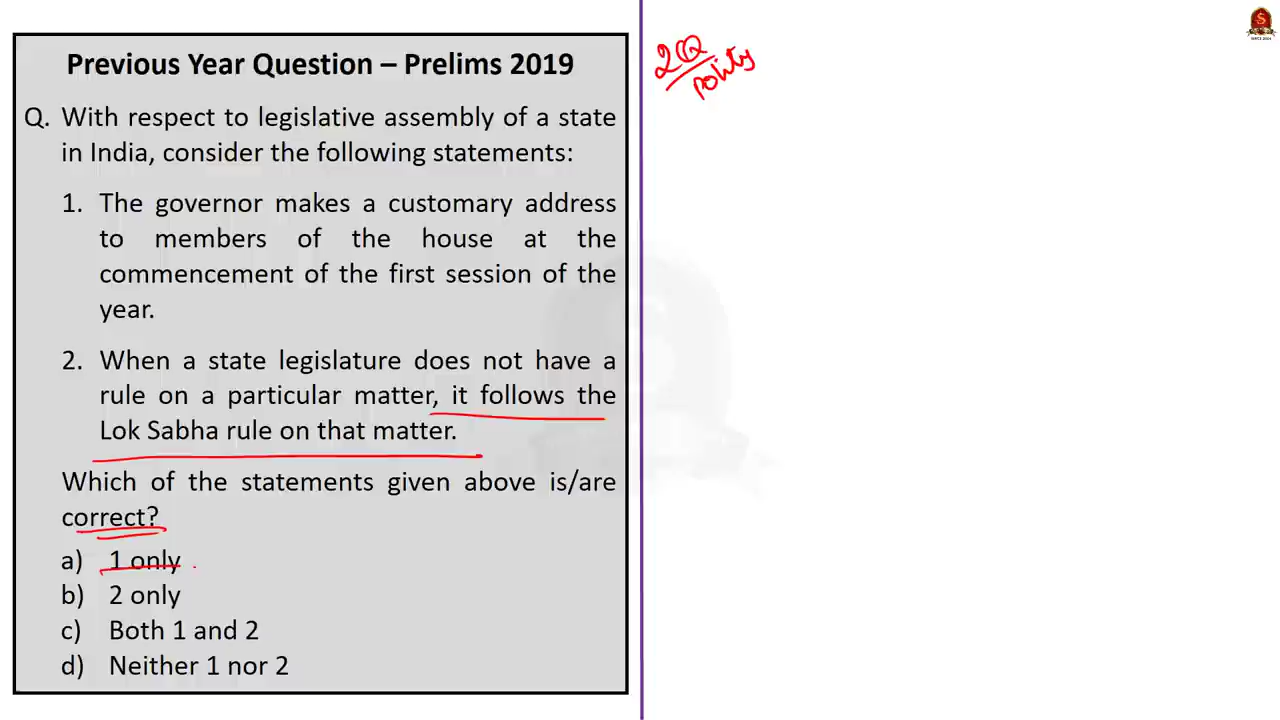 Previous Year Question – Prelims 2019
Q. With respect to legislative assembly of a state
in India, consider the following statements:
1. The governor makes a customary address
to members of the house at the
commencement of the first session of the
year.
2. When a state legislature does not have a
rule on a particular matter, it follows the
Lok Sabha rule on that matter.
Which of the statements given above is/are
correct?
a) 1 only
b) 2 only
c) Both 1 and 2
d) Neither 1 nor 2
2Q
polity